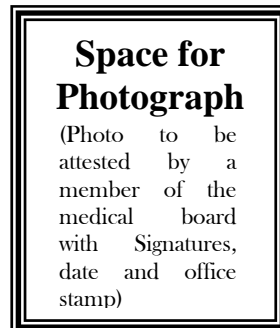 Space for
Photograph
(Photo to be
attested by a
member of the
medical board
with Signatures,
date and office
stamp)